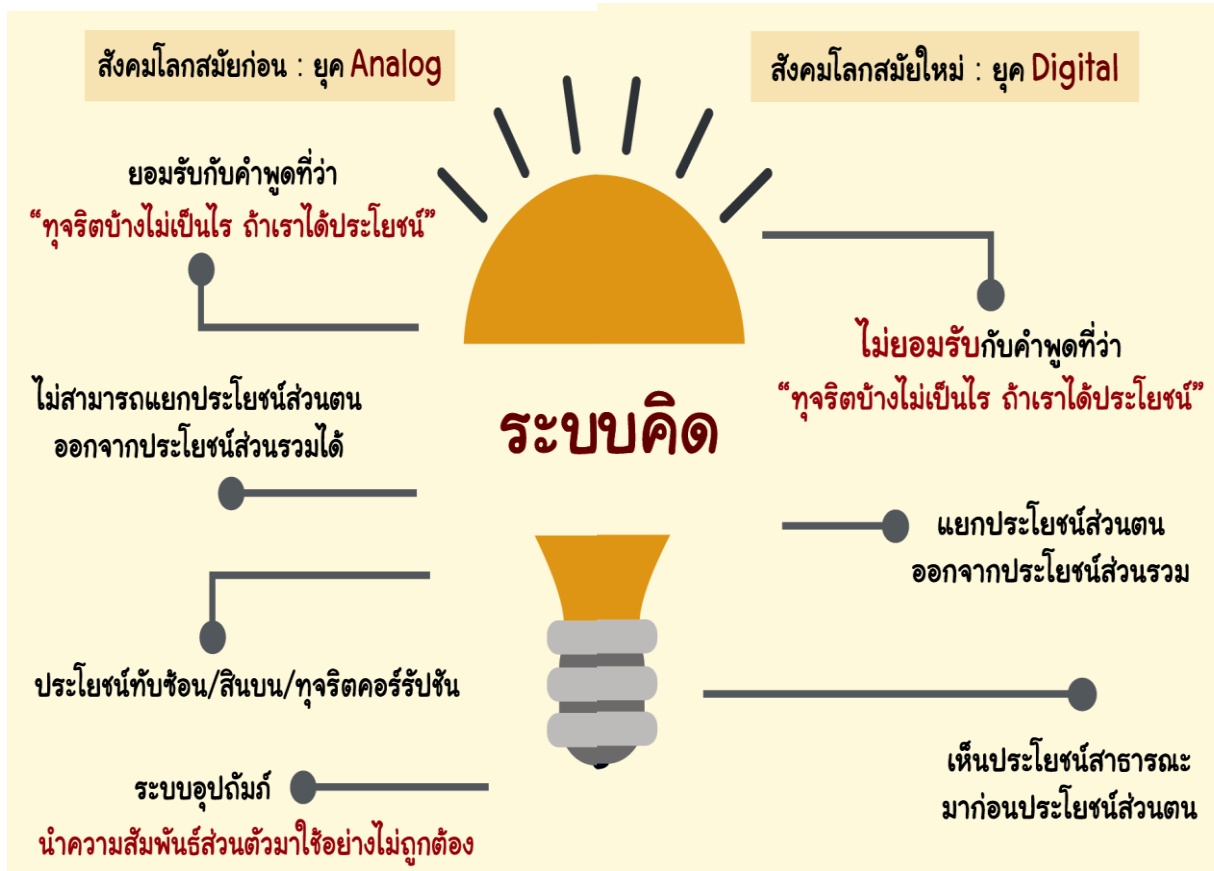 สังคมโลกสมัยก่อน : ยุค Analog
ยอมรับกับคำพูดที่ว่า
“ทุจริตบ้างไม่เป็นไร ถ้าเราได้ประโยชน์”
ไม่สามารถแยกประโยชน์ส่วนตน
ออกจากประโยชน์ส่วนรวมได้
ประโยชน์ทับซ้อน/สินบน/ทุจริตคอร์รัปชัน
ระบบอุปถัมภ์
นำความสัมพันธ์ส่วนตัวมาใช้อย่างไม่ถูกต้อง
ระบบคิด
สังคมโลกสมัยใหม่ : ยุค Digital
ไม่ยอมรับกับคำพูดที่ว่า
“ทุจริตบ้างไม่เป็นไร ถ้าเราได้ประโยชน์”
แยกประโยชน์ส่วนตน
ออกจากประโยชน์ส่วนรวม
เห็นประโยชน์สาธารณะ
มาก่อนประโยชน์ส่วนตน